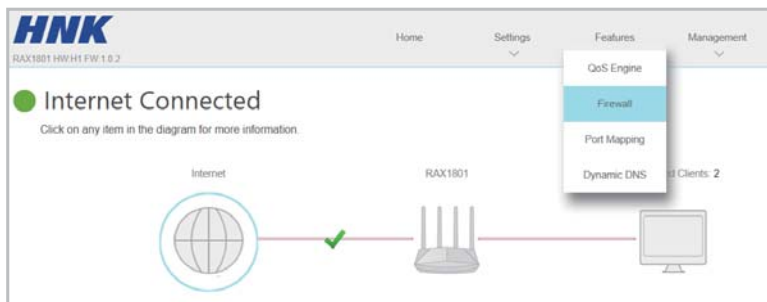 HNK
RAX1801 HW:H1 FW 1.0.2
Home Settings Features Management
QoS Engine
Firewall
Port Mapping
Dynamic DNS
Internet Connected
Click on any item in the diagram for more information.
Internet RAX1801 Clients: 2